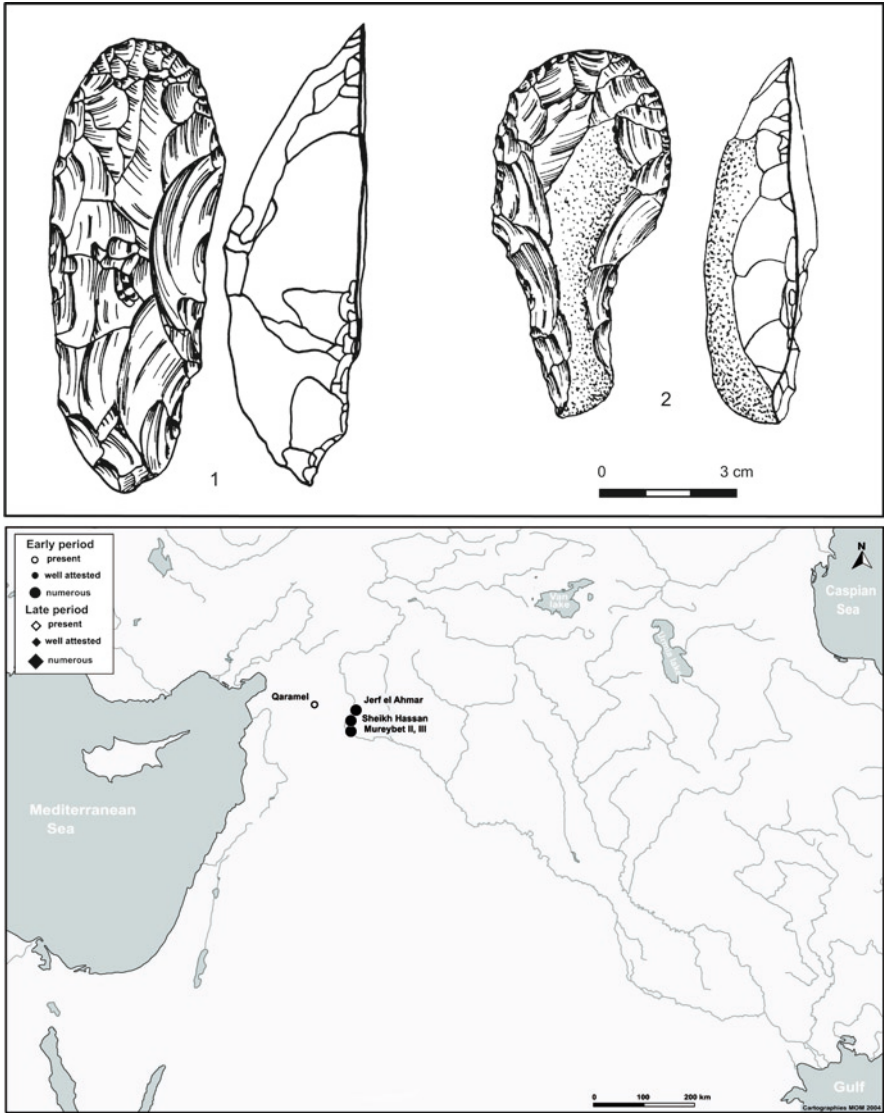 1
2
0 3 cm
Early period
present
well attested
numerous
Late period
present
well attested
numerous
N
Caspian
Sea
Van
lake
Qaramel
Jerf el Ahmar
Sheikh Hassan
Mureybet II, III
Mediterranean
Sea
0 100 200 km
Gulf
Cartographies MOM 2004